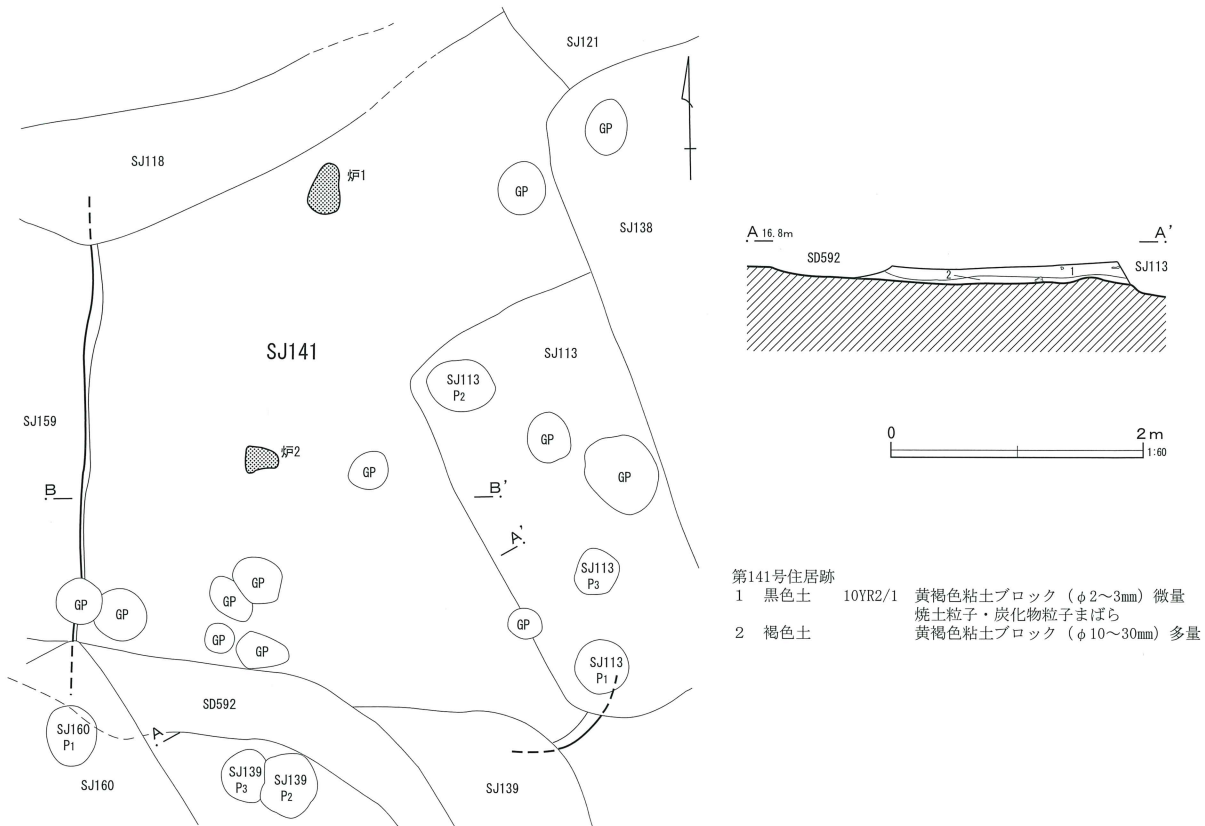 SJ121
GP
SJ118
炉1
GP
SJ138
A 16.8m
A'
SD592
SJ113
1
2
SJ141
SJ113
SJ113
P2
SJ159
GP
炉2
GP
GP
0
2m
1:60
B
B'
A'
SJ113
P3
GP
GP
GP
GP
GP
GP
GP
SJ113
P1
SD592
SJ160
P1
A
SJ139
P3
SJ139
P2
SJ160
SJ139
第141号住居跡
1 黒色土 10YR2/1 黄褐色粘土ブロック(φ2~3mm)微量
焼土粒子・炭化物粒子まばら
2 褐色土 黄褐色粘土ブロック(φ10~30mm)多量